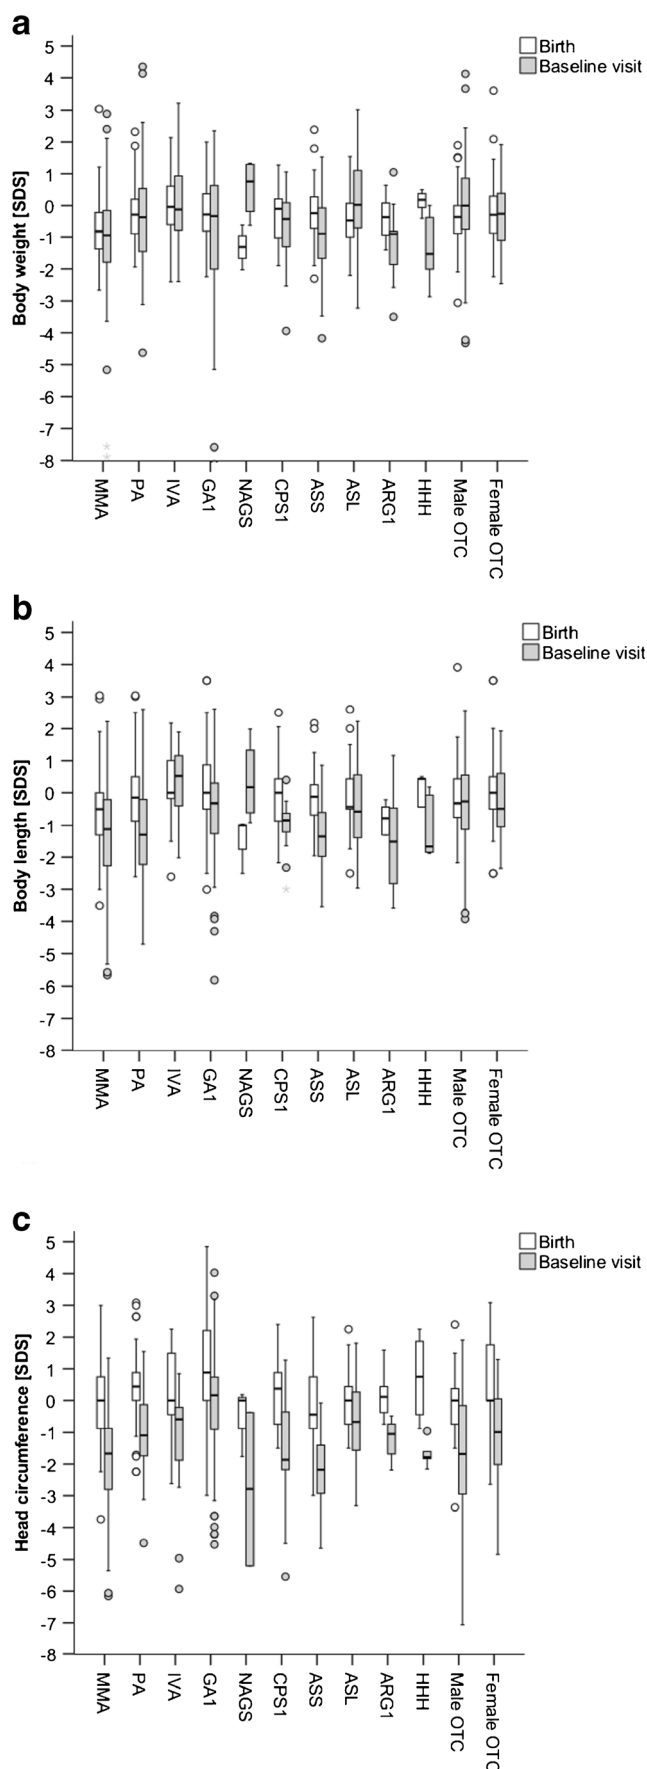 a
5
4
3
2
1
0
-1
-2
-3
-4
-5
-6
-7
-8
Body weight [SDS]
Birth
Baseline visit
MMA
PA
IVA
GA1
NAGS
CPS1
ASS
ASL
ARG1
HHH
Male OTC
Female OTC
b
5
4
3
2
1
0
-1
-2
-3
-4
-5
-6
-7
-8
Body length [SDS]
Birth
Baseline visit
MMA
PA
IVA
GA1
NAGS
CPS1
ASS
ASL
ARG1
HHH
Male OTC
Female OTC
c
5
4
3
2
1
0
-1
-2
-3
-4
-5
-6
-7
-8
Head circumference [SDS]
Birth
Baseline visit
MMA
PA
IVA
GA1
NAGS
CPS1
ASS
ASL
ARG1
HHH
Male OTC
Female OTC